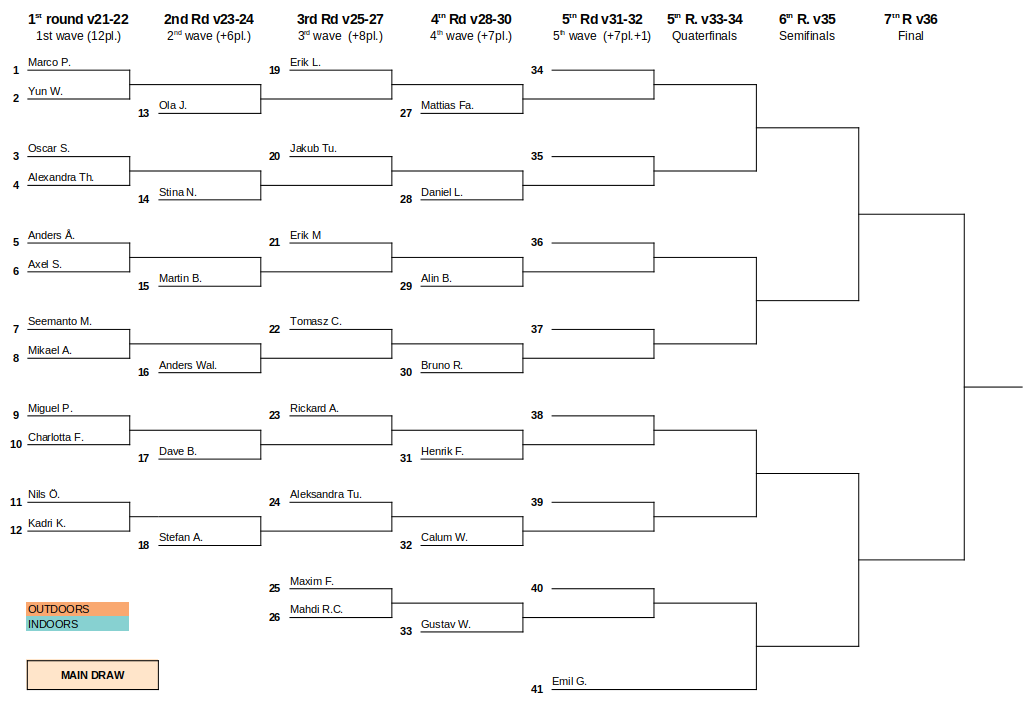 1st round v21-22 2nd Rd v23-24 3rd Rd v25-27 4th Rd v28-30 5th Rd v31-32 5th R. v33-34 6th R. v35 7th R v36
1st wave (12pl.) 2nd wave (+6pl.) 3rd wave (+8pl.) 4th wave (+7pl.) 5th wave (+7pl.+1) Quaterfinals Semifinals Final
1 Marco P. 19 Erik L. 34
2 Yun W.
13 Ola J. 27 Mattias Fa.
3 Oscar S. 20 Jakub Tu. 35
4 Alexandra Th.
14 Stina N. 28 Daniel L.
5 Anders Å. 21 Erik M 36
6 Axel S.
15 Martin B. 29 Alin B.
7 Seemanto M. 22 Tomasz C. 37
8 Mikael A.
16 Anders Wal. 30 Bruno R.
9 Miguel P. 23 Rickard A. 38
10 Charlotta F.
17 Dave B. 31 Henrik F.
11 Nils Ö. 24 Aleksandra Tu. 39
12 Kadri K.
18 Stefan A. 32 Calum W.
25 Maxim F. 40
OUTDOORS 26 Mahdi R.C.
INDOORS 33 Gustav W.
MAIN DRAW 41 Emil G.